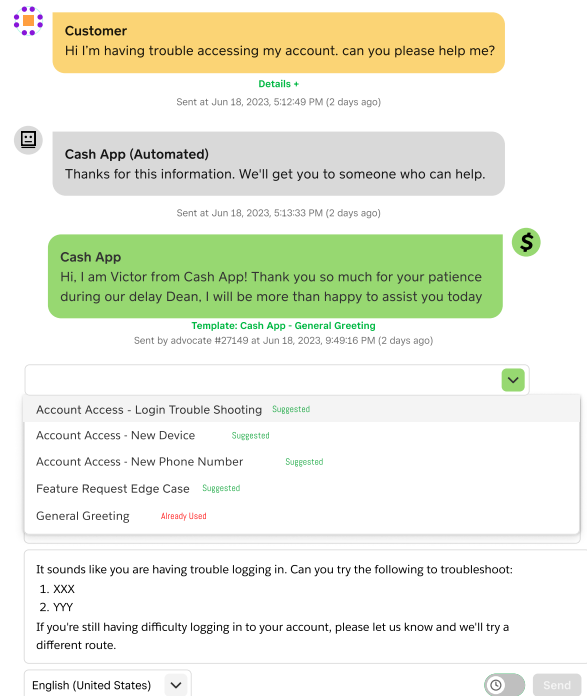 Customer
Hi I'm having trouble accessing my account. can you please help me?
Details +
Sent at Jun 18, 2023, 5:12:49 PM (2 days ago)
Cash App (Automated)
Thanks for this information. We'll get you to someone who can help.
Sent at Jun 18, 2023, 5:13:33 PM (2 days ago)
$
Cash App
Hi, I am Victor from Cash App! Thank you so much for your patience
during our delay Dean, I will be more than happy to assist you today
Template: Cash App - General Greeting
Sent by advocate #27149 at Jun 18, 2023, 9:49:16 PM (2 days ago)
Account Access - Login Trouble Shooting Suggested
Account Access - New Device Suggested
Account Access - New Phone Number Suggested
Feature Request Edge Case Suggested
General Greeting Already Used
It sounds like you are having trouble logging in. Can you try the following to troubleshoot:
1. XXX
2. YYY
If you're still having difficulty logging in to your account, please let us know and we'll try a
different route.
English (United States)
Send